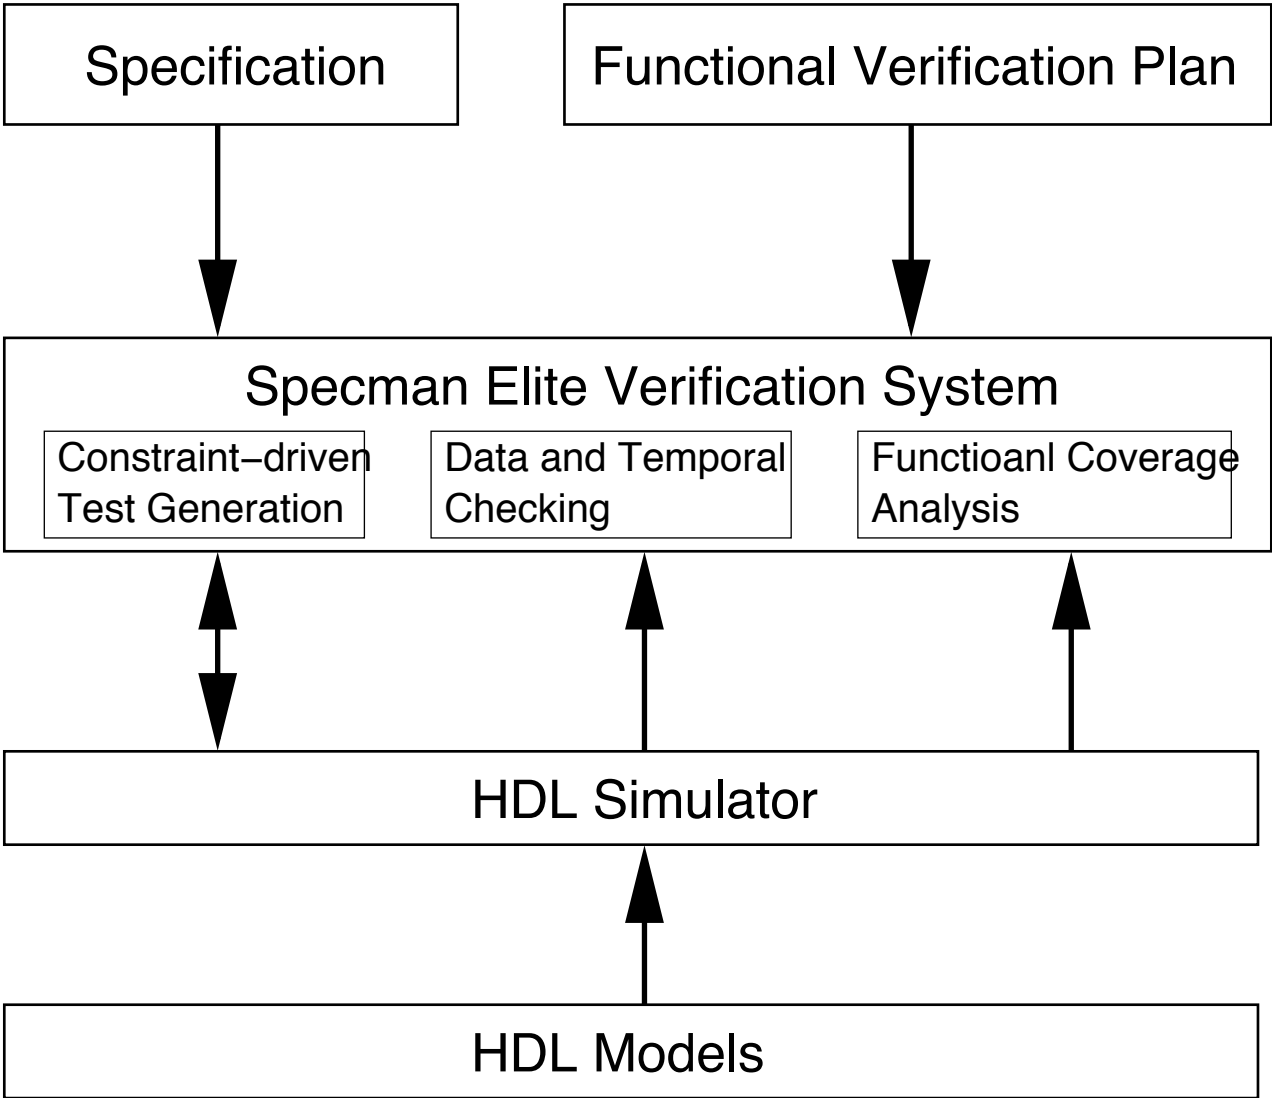 Specification
Functional Verification Plan
Specman Elite Verification System
Constraint–driven
Test Generation
Data and Temporal
Checking
Functioanl Coverage
Analysis
HDL Simulator
HDL Models